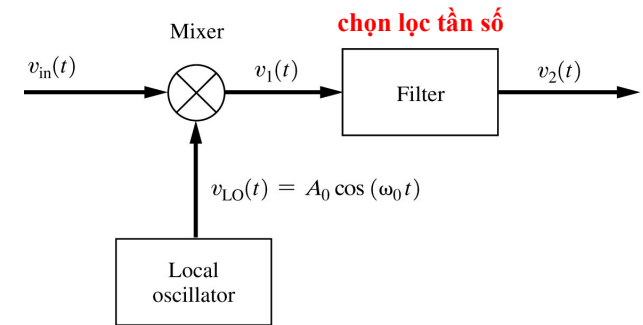 chọn lọc tần số
Mixer
v_in(t)
v_1(t)
Filter
v_2(t)
v_LO(t) = A_0 cos (ω_0 t)
Local
oscillator